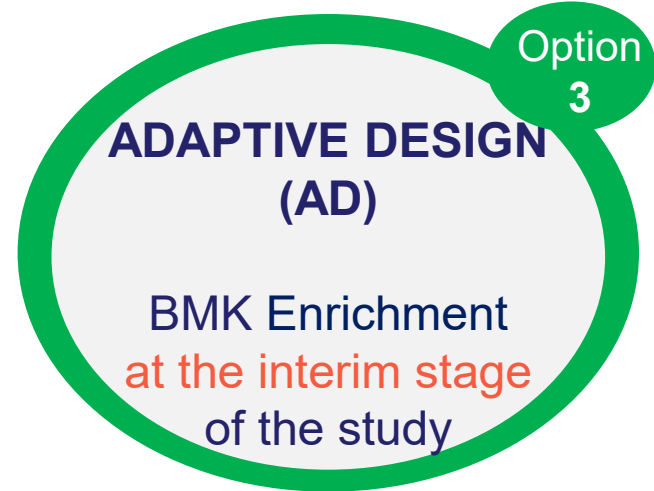 Option
3
ADAPTIVE DESIGN
(AD)
BMK Enrichment
at the interim stage
of the study